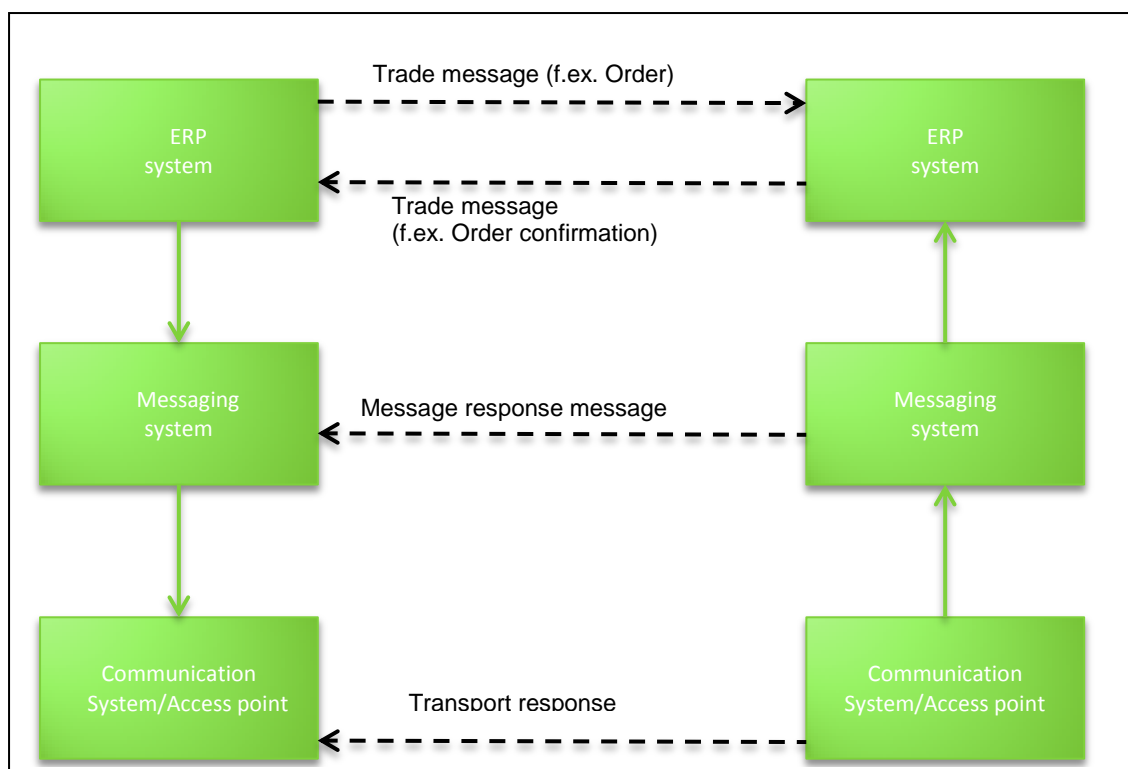 Trade message (f.ex. Order)
ERP
system
ERP
system
Trade message
(f.ex. Order confirmation)
Messaging
system
Message response message
Messaging
system
Communication
System/Access point
Transport response
Communication
System/Access point